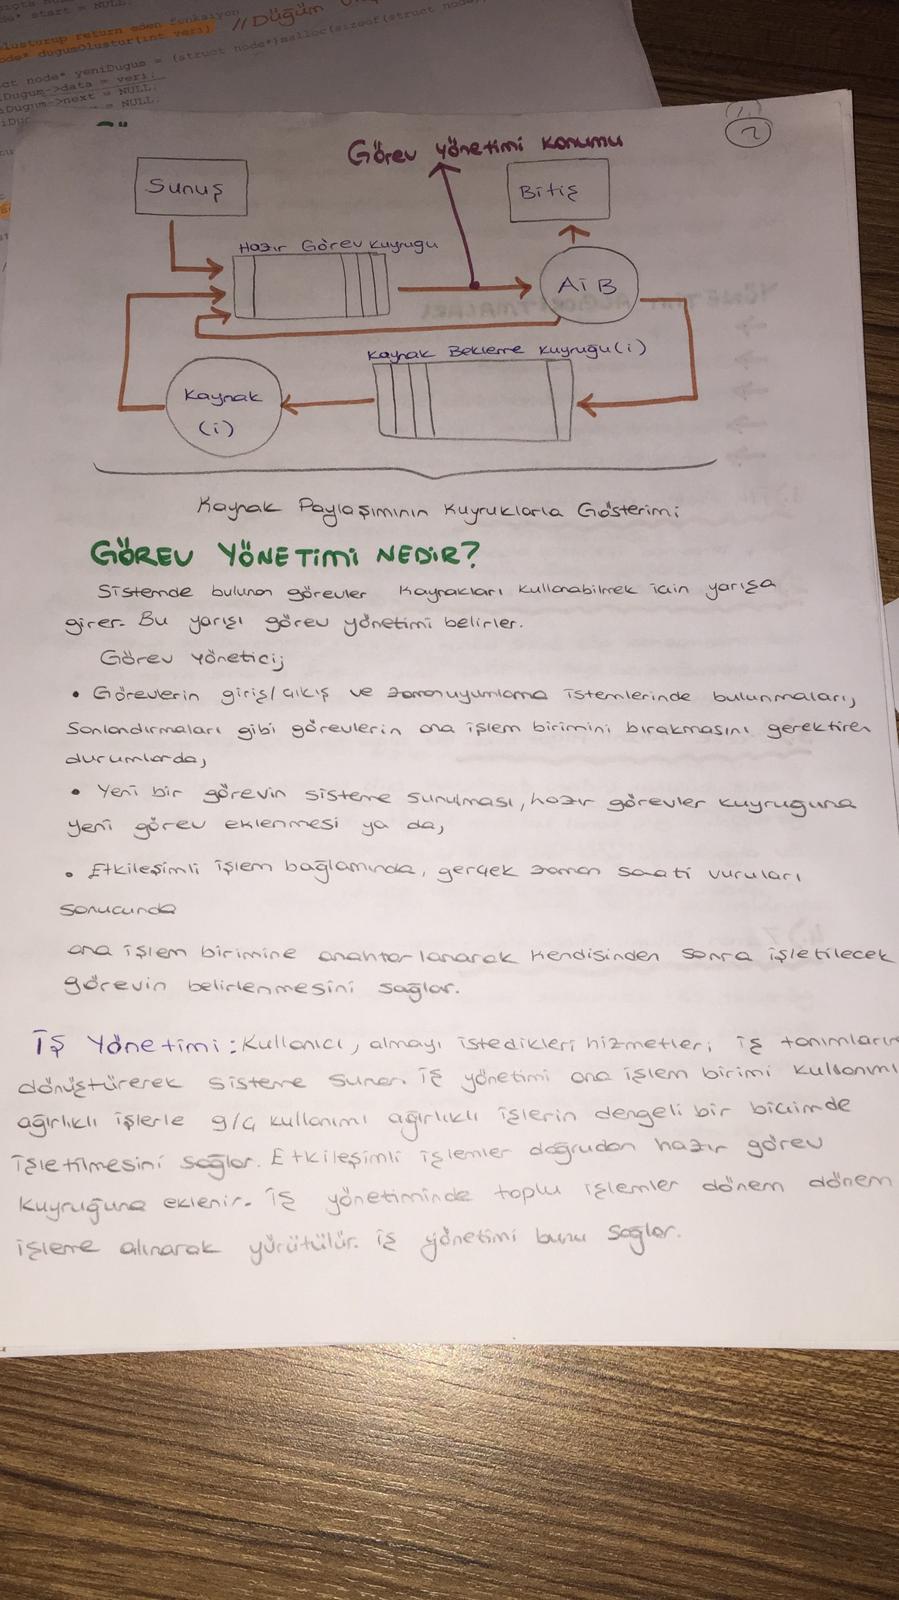 start = NULL;
return eden fonksiyon
dugumOlustur(int veri) // Düğüm
node* yeniDugum = (struct node*)malloc(sizeof(struct node)
Dugum->data = veri;
Dugum->next = NULL;
= NULL;
2
Görev yönetimi konumu
Sunuş
Bitiş
Hazır Görev Kuyruğu
AİB
Kaynak Bekleme Kuyruğu(i)
Kaynak
(i)
Kaynak Paylaşımının Kuyruklarla Gösterimi
GÖREV YÖNETİMİ NEDİR?
Sistemde bulunan görevler kaynakları kullanabilmek için yarışa
girer. Bu yarışı görev yönetimi belirler.
Görev yönetici;
• Görevlerin giriş/çıkış ve zamanuyumlama istemlerinde bulunmaları,
Sonlandırmaları gibi görevlerin ana işlem birimini bırakmasını gerektiren
durumlarda,
• Yeni bir görevin sisteme sunulması, hazır görevler kuyruğuna
yeni görev eklenmesi ya da,
• Etkileşimli işlem bağlamında, gerçek zaman saati vuruları
sonucunda
ana işlem birimine anahtarlanarak kendisinden sonra işletilecek
görevin belirlenmesini sağlar.
İş Yönetimi: Kullanıcı, almayı istedikleri hizmetleri iş tanımların
dönüştürerek sisteme sunar. İş yönetimi ana işlem birimi kullanımı
ağırlıklı işlerle g/ç kullanımı ağırlıklı işlerin dengeli bir biçimde
işletilmesini sağlar. Etkileşimli işlemler doğrudan hazır görev
kuyruğuna eklenir. İş yönetiminde toplu işlemler dönem dönem
işleme alınarak yürütülür. İş yönetimi bunu sağlar.